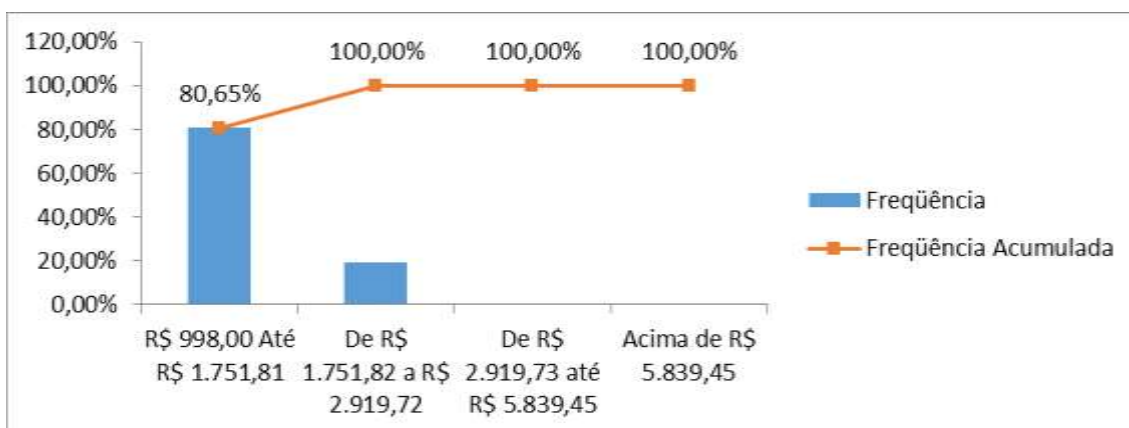 120,00%
100,00%
80,00%
60,00%
40,00%
20,00%
0,00%
80,65%
100,00%
100,00%
100,00%
R$ 998,00 Até
R$ 1.751,81
De R$
1.751,82 a R$
2.919,72
De R$
2.919,73 até
R$ 5.839,45
Acima de R$
5.839,45
Freqüência
Freqüência Acumulada